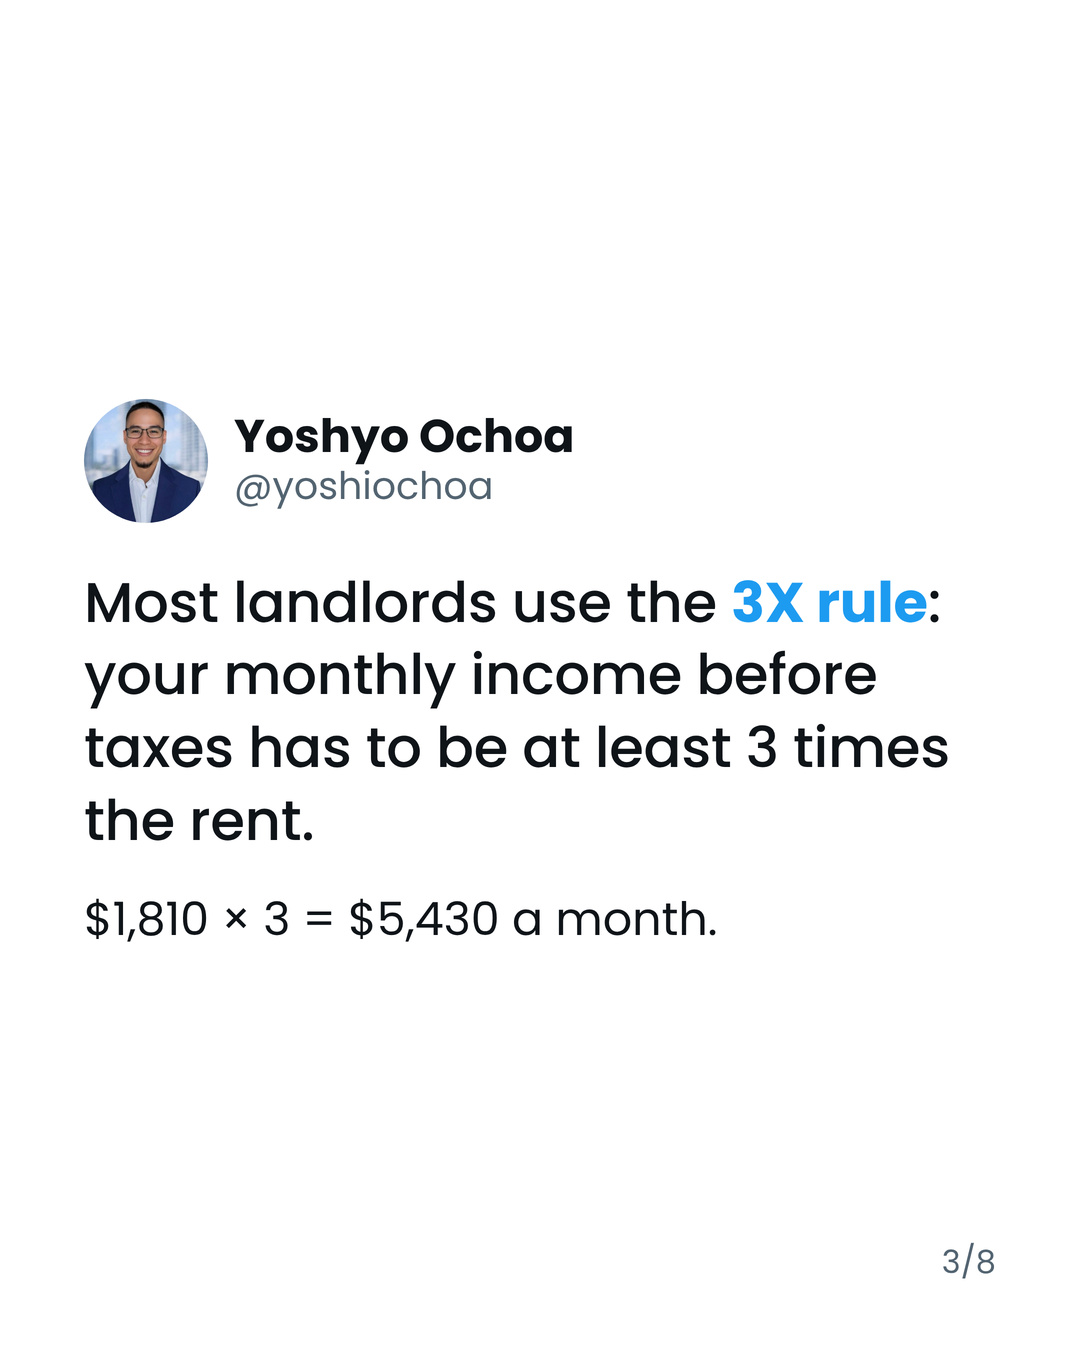 Yoshyo Ochoa
@yoshiochoa
Most landlords use the 3X rule:
your monthly income before
taxes has to be at least 3 times
the rent.
$1,810 × 3 = $5,430 a month.
3/8